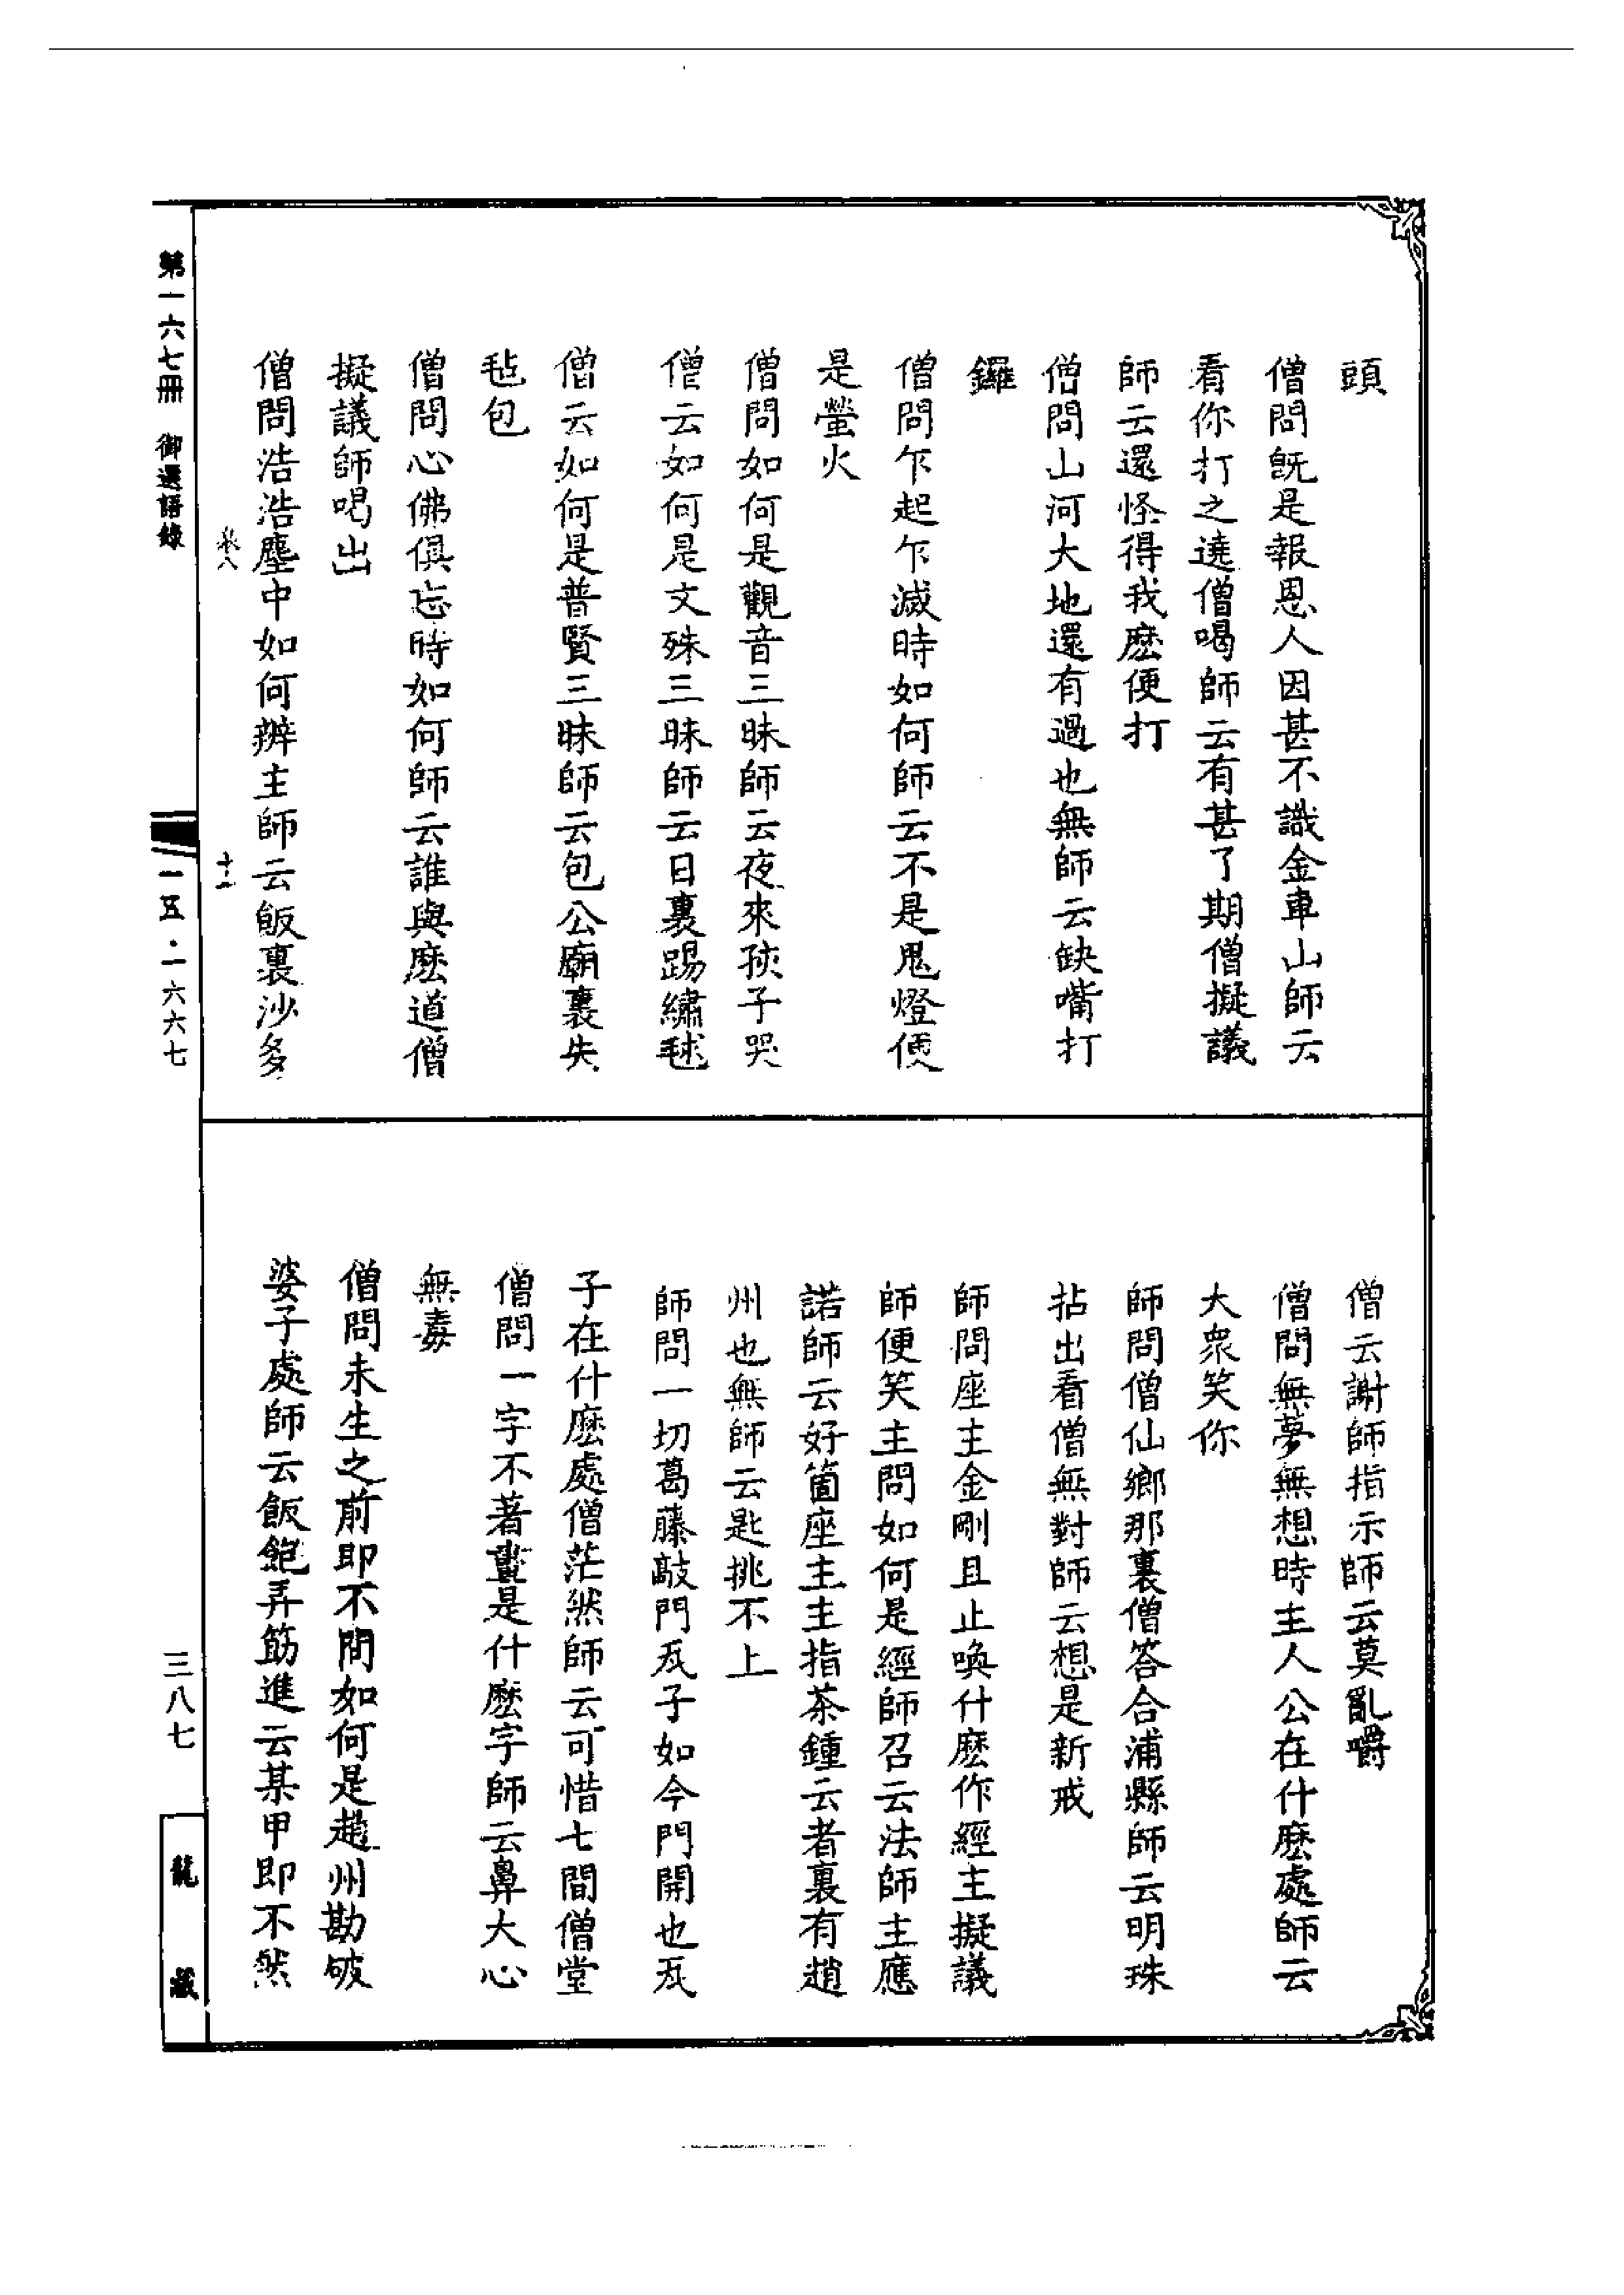 頭
僧問旣是報恩人因甚不識金車山師云
看你打之遶僧喝師云有甚了期僧擬議
師云還怪得我麽便打
僧問山河大地還有過也無師云缺嘴打
鑼
僧問乍起乍滅時如何師云不是鬼燈便
是螢火
僧問如何是觀音三昧師云夜來孩子哭
僧云如何是文殊三昧師云日裏踢繡毬
僧云如何是普賢三昧師云包公廟裏失
毡包
僧問心佛俱忘時如何師云誰與麽道僧
擬議師喝出
僧問浩浩塵中如何辨主師云飯裏沙多
僧云謝師指示師云莫亂嚼
僧問無夢無想時主人公在什麽處師云
大衆笑你
師問僧仙鄉那裏僧答合浦縣師云明珠
拈出看僧無對師云想是新戒
師問座主金剛且止喚什麽作經主擬議
師便笑主問如何是經師召云法師主應
諾師云好箇座主主指茶鍾云者裏有趙
州也無師云匙挑不上
師問一切葛藤敲門瓦子如今門開也瓦
子在什麽處僧茫然師云可惜七間僧堂
僧問一字不著畫是什麽字師云鼻大心
無毒
僧問未生之前即不問如何是趙州勘破
婆子處師云飯飽弄筯進云某甲即不然
第一六七冊 御選語錄
十二
一五·一六六七
三八七
龍藏